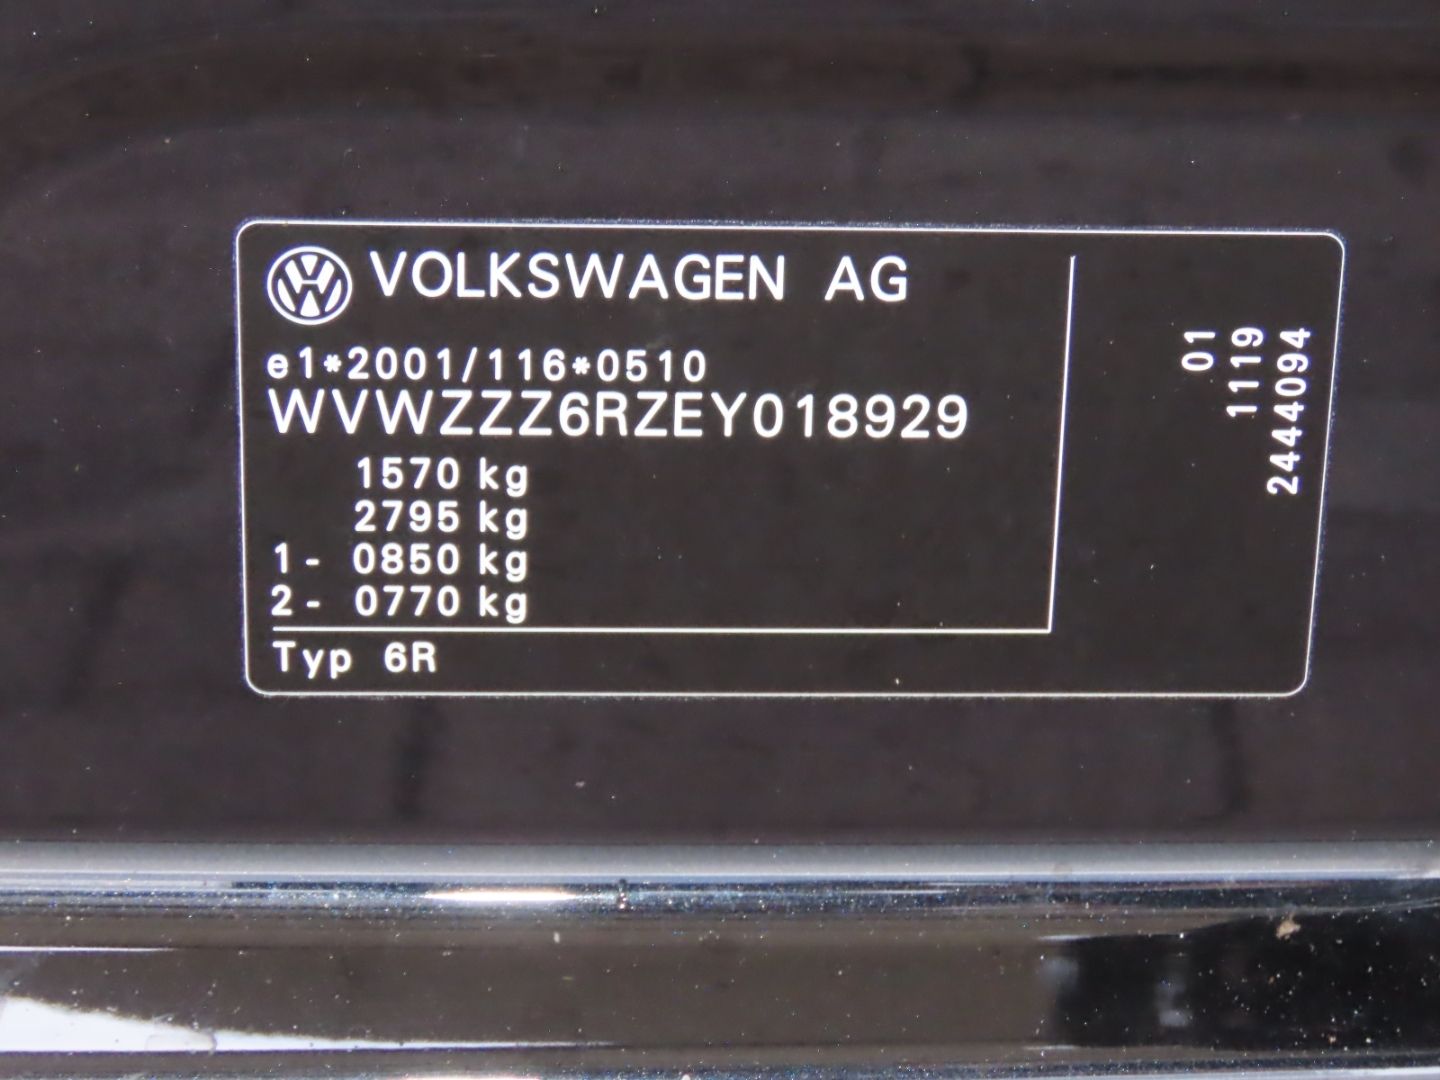 VOLKSWAGEN AG
e1*2001/116*0510
WVWZZZ6RZEY018929
1570 kg
2795 kg
1- 0850 kg
2- 0770 kg
Typ 6R
01
1119
2444094